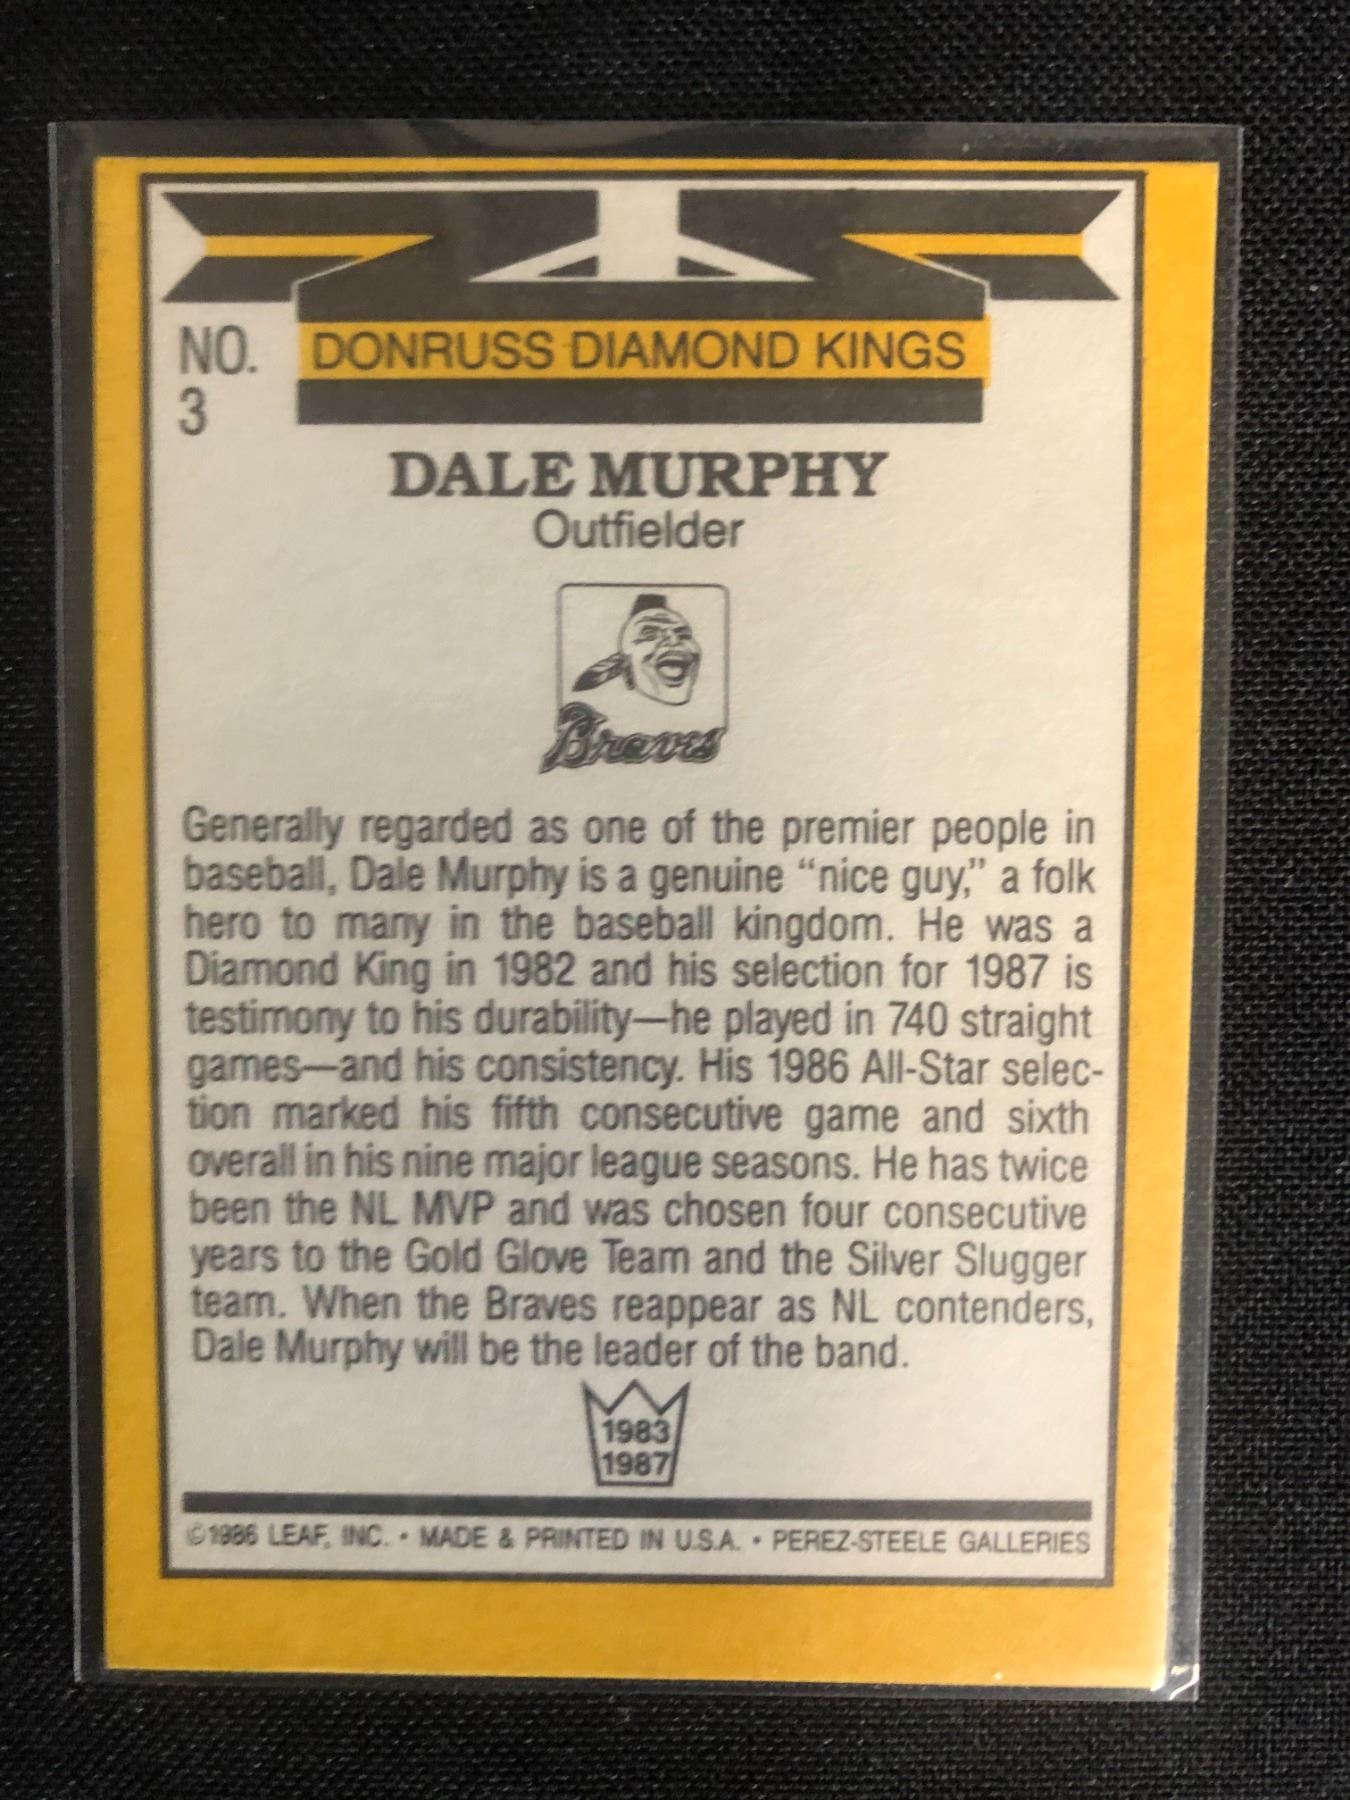 NO.
3
DONRUSS DIAMOND KINGS
DALE MURPHY
Outfielder
Braves
Generally regarded as one of the premier people in
baseball, Dale Murphy is a genuine “nice guy,” a folk
hero to many in the baseball kingdom. He was a
Diamond King in 1982 and his selection for 1987 is
testimony to his durability—he played in 740 straight
games—and his consistency. His 1986 All-Star selec-
tion marked his fifth consecutive game and sixth
overall in his nine major league seasons. He has twice
been the NL MVP and was chosen four consecutive
years to the Gold Glove Team and the Silver Slugger
team. When the Braves reappear as NL contenders,
Dale Murphy will be the leader of the band.
1983
1987
©1986 LEAF, INC. • MADE & PRINTED IN U.S.A. • PEREZ-STEELE GALLERIES